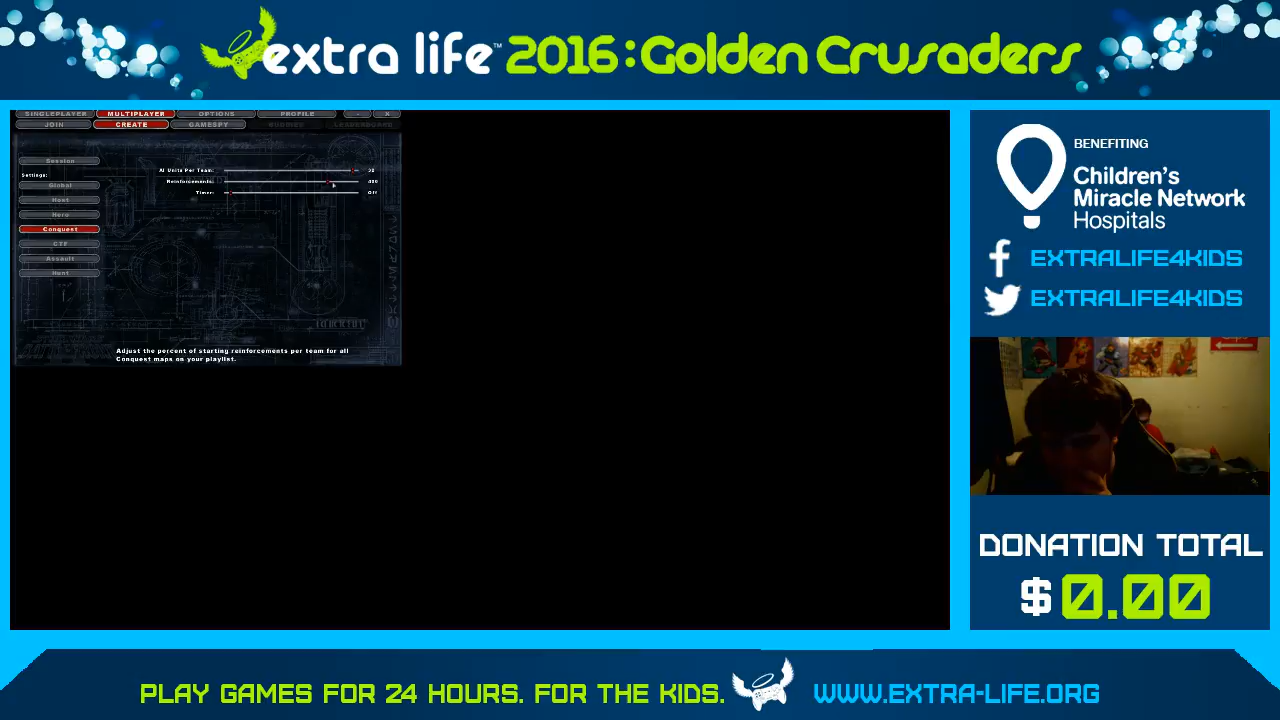 extra life™ 2016: Golden Crusaders
SINGLEPLAYER MULTIPLAYER OPTIONS PROFILE - X
JOIN CREATE GAMESPY BUDDIES LEADERBOARD
Session
Settings:
Global
Host
Hero
Conquest
CTF
Assault
Hunt
AI Units Per Team:
Reinforcements:
Timer: Off
Adjust the percent of starting reinforcements per team for all
Conquest maps on your playlist.
BENEFITING
Children's
Miracle Network
Hospitals
EXTRALIFE4KIDS
EXTRALIFE4KIDS
DONATION TOTAL
$0.00
PLAY GAMES FOR 24 HOURS. FOR THE KIDS. WWW.EXTRA-LIFE.ORG